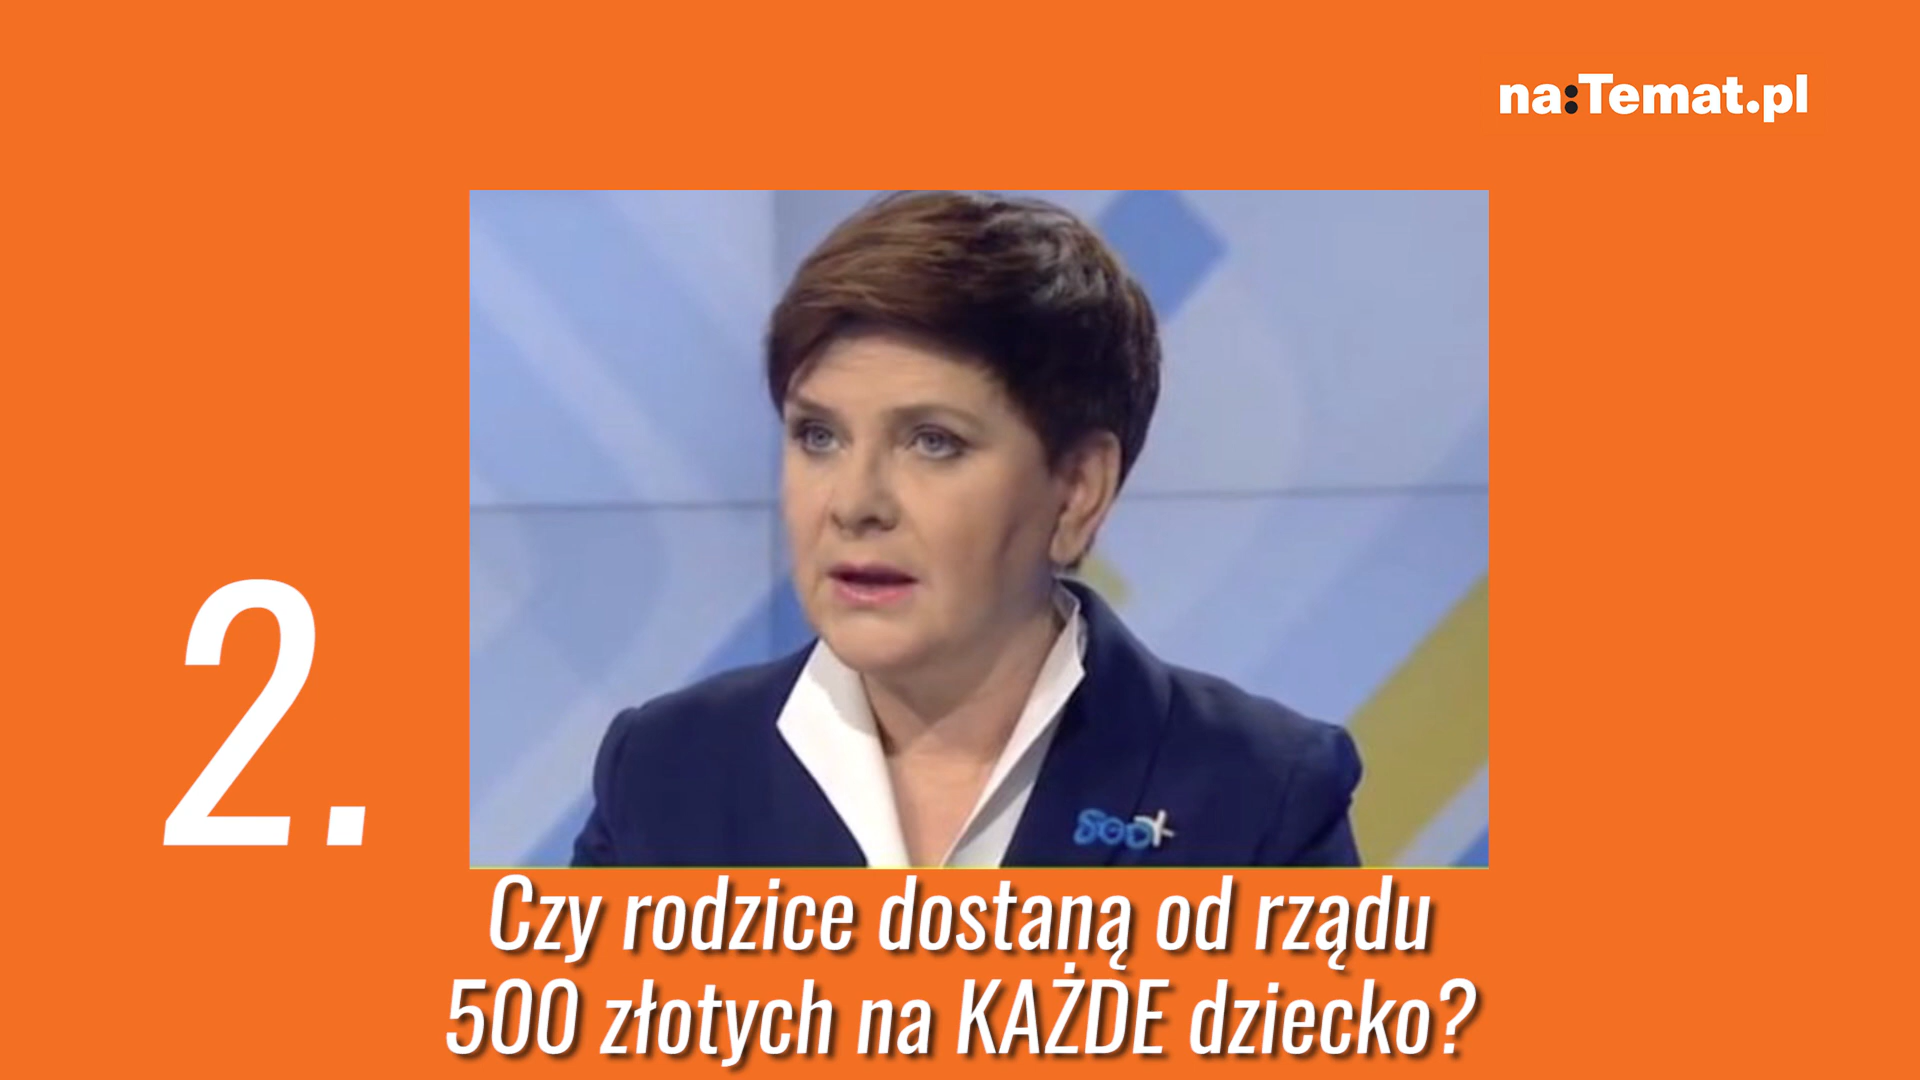 na:Temat.pl
500+
2.
Czy rodzice dostaną od rządu
500 złotych na KAŻDE dziecko?